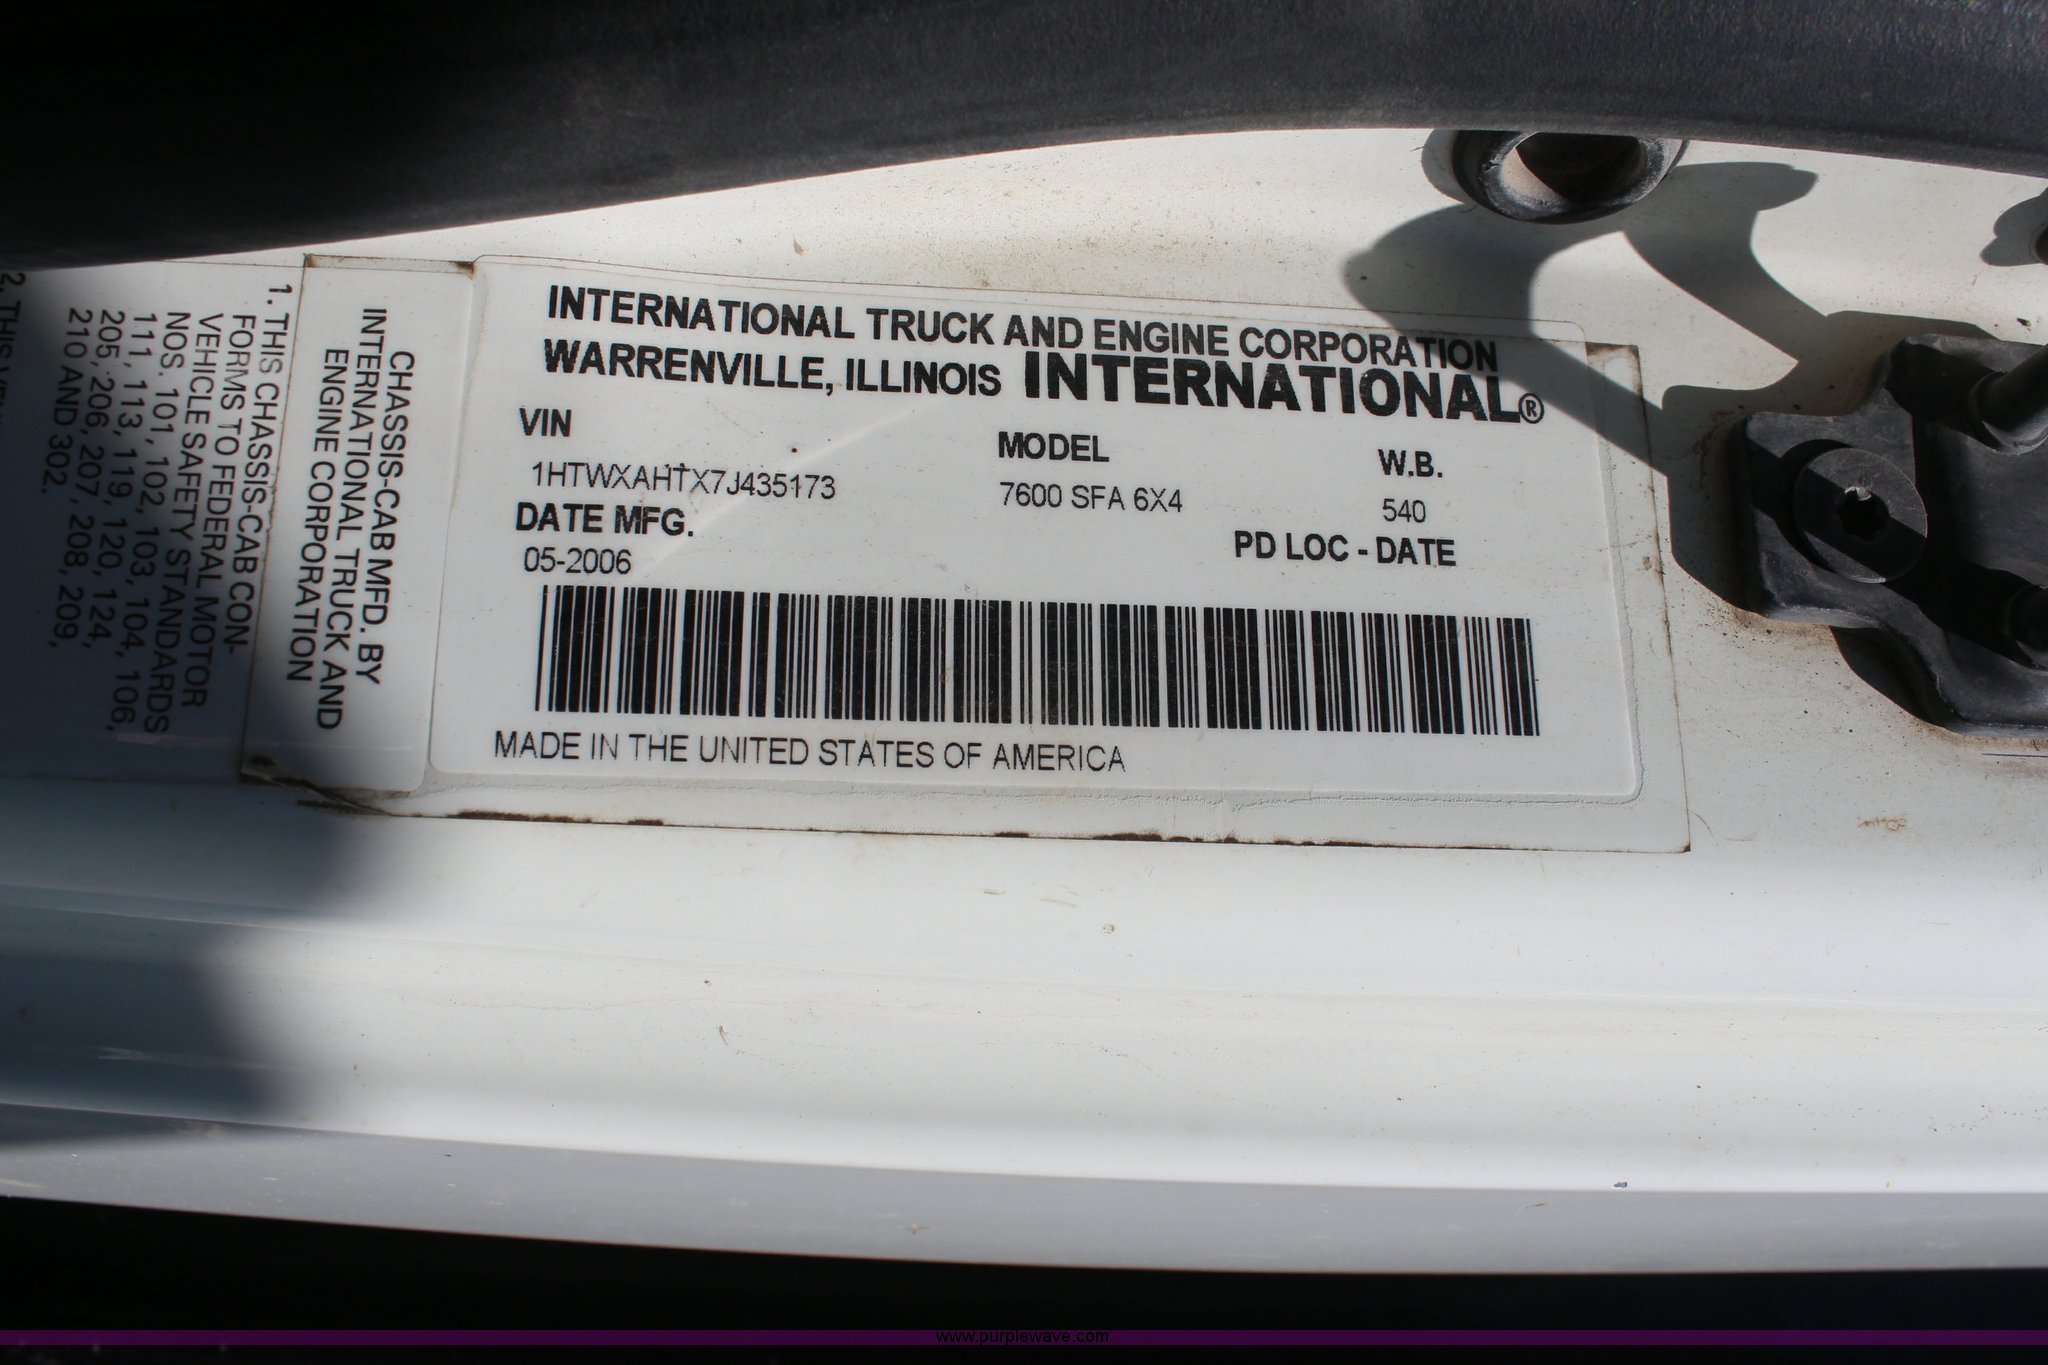 INTERNATIONAL TRUCK AND ENGINE CORPORATION
WARRENVILLE, ILLINOIS INTERNATIONAL®
VIN MODEL W.B.
1HTWXAHTX7J435173 7600 SFA 6X4 540
DATE MFG. PD LOC - DATE
05-2006
MADE IN THE UNITED STATES OF AMERICA
CHASSIS-CAB MFD. BY
INTERNATIONAL TRUCK AND
ENGINE CORPORATION
1. THIS CHASSIS-CAB CON-
FORMS TO FEDERAL MOTOR
VEHICLE SAFETY STANDARDS
NOS. 101, 102, 103, 104, 106,
111, 113, 119, 120, 124,
205, 206, 207, 208, 209,
210 AND 302.
2. THIS
www.purplewave.com